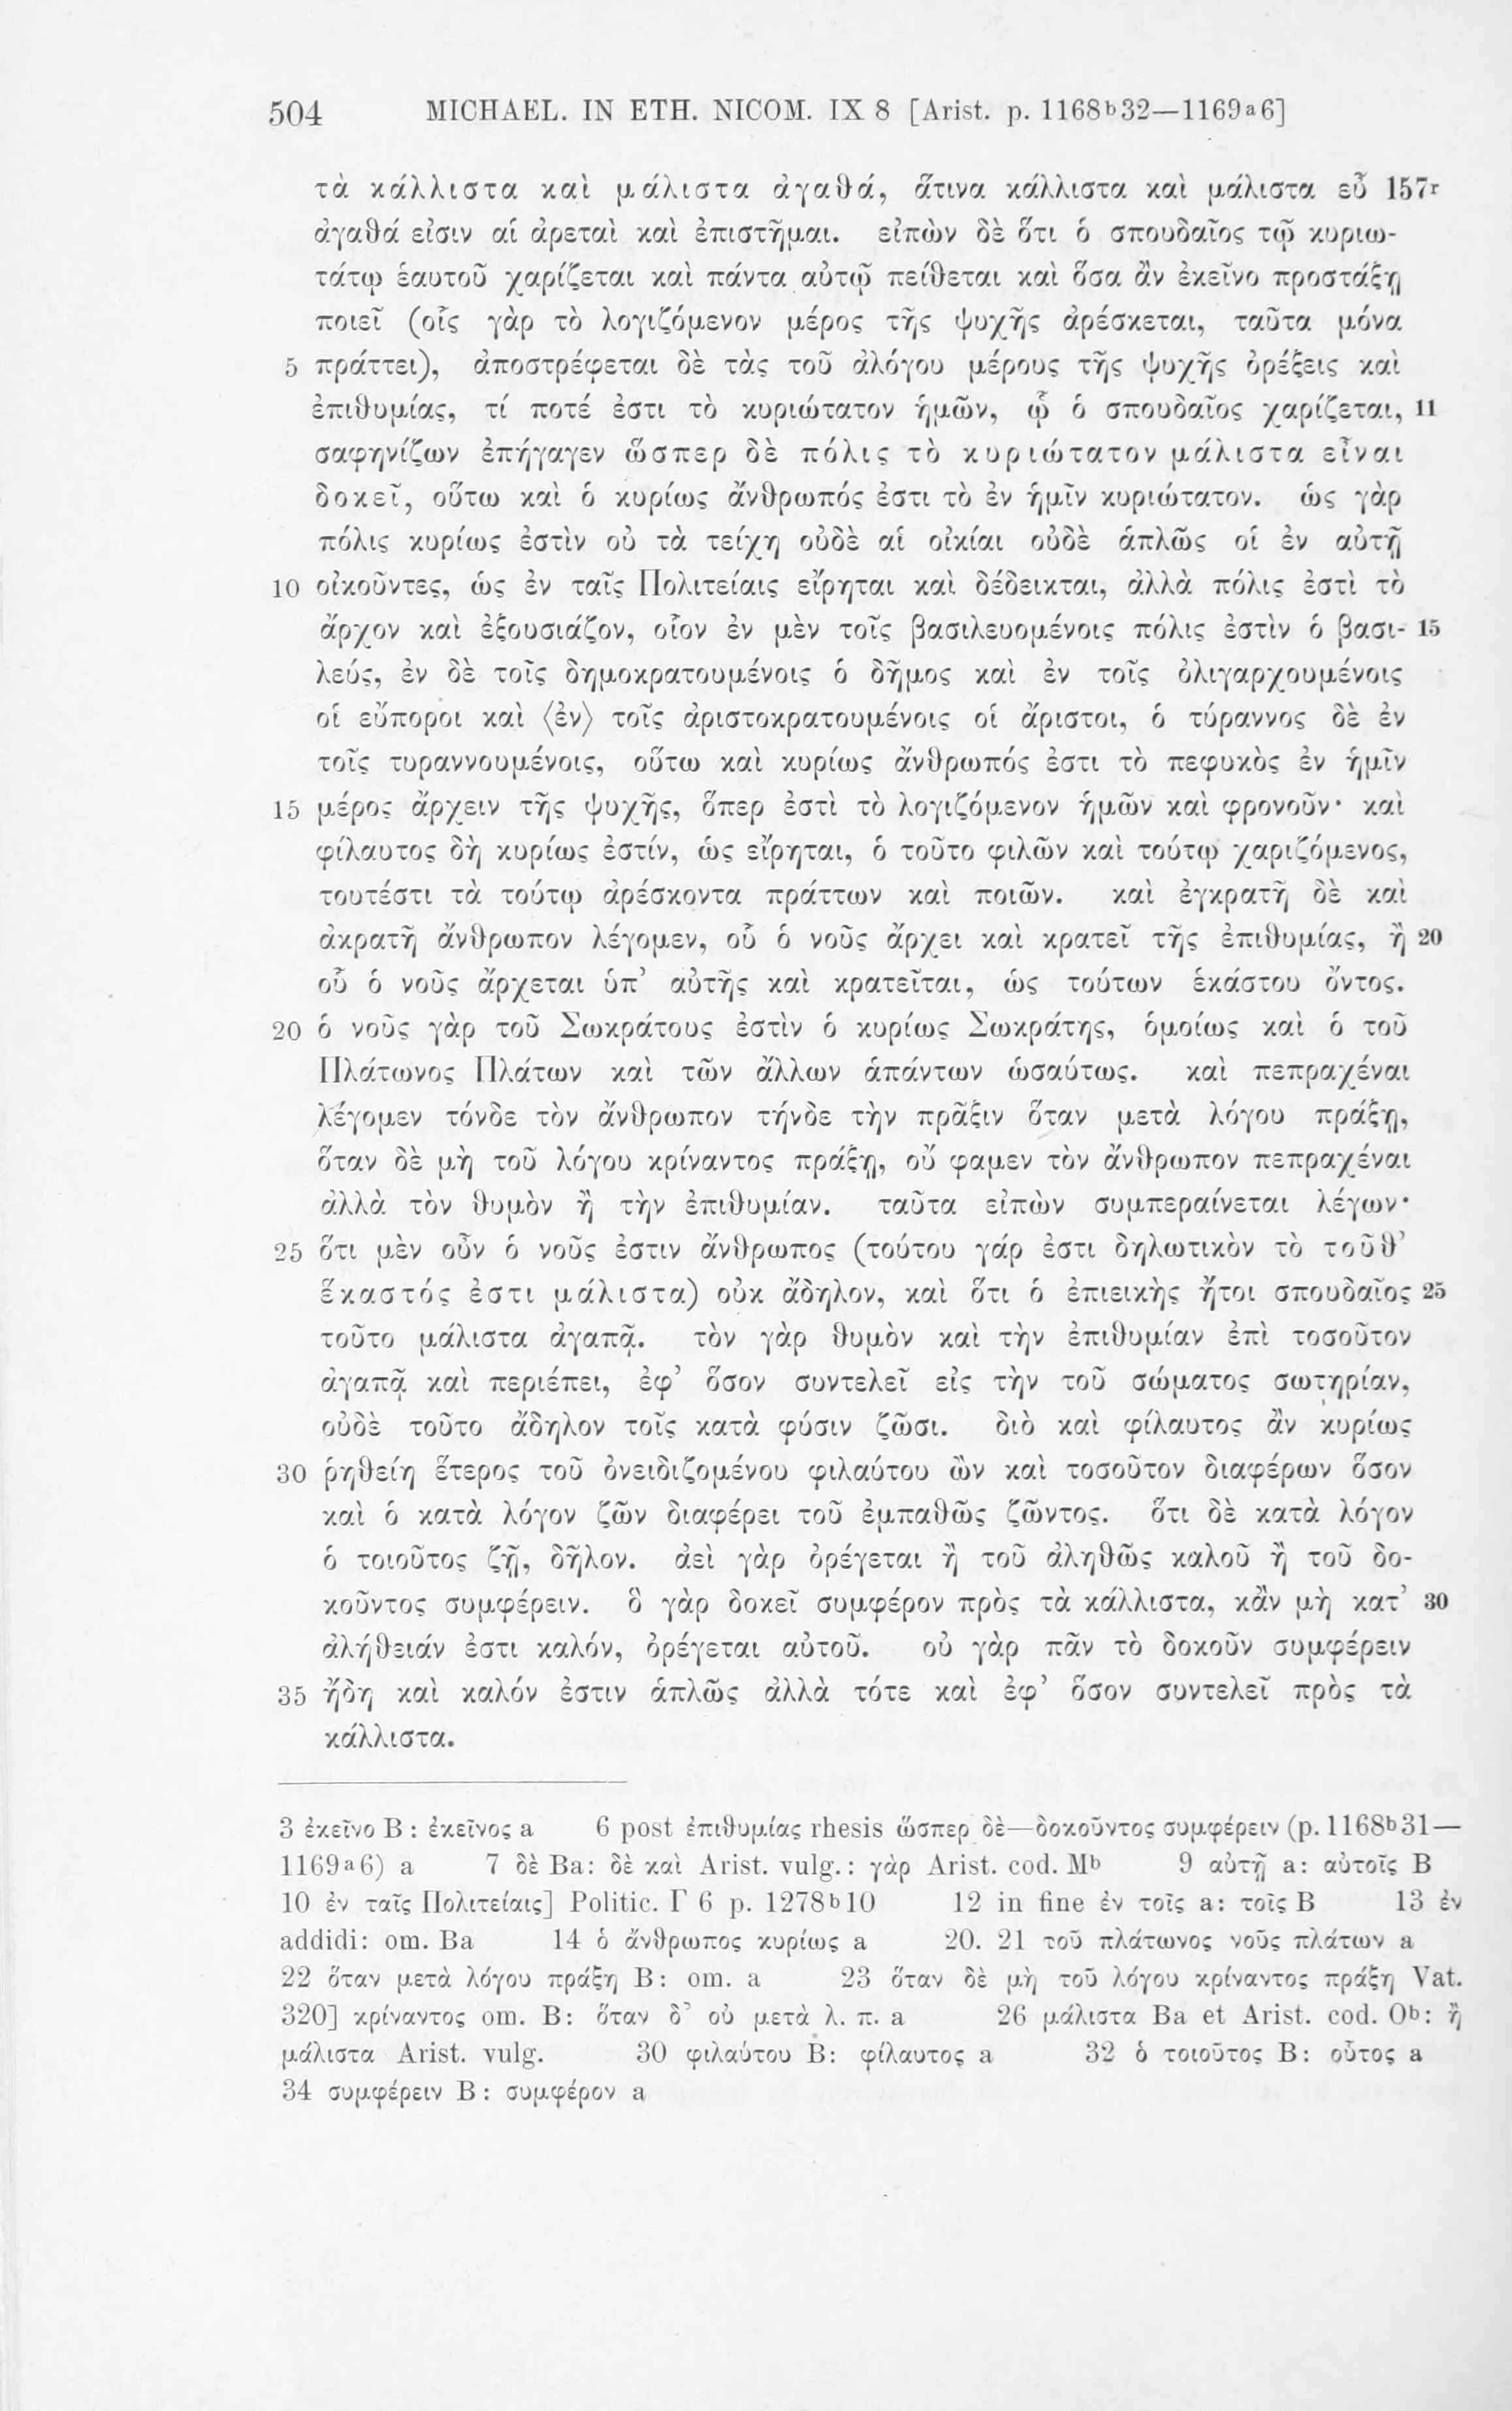 504 MICHAEL. IN ETH. NICOM. IX 8 [Arist. p. 1168b32—1169a6]
τὰ κάλλιστα καὶ μάλιστα ἀγαθά, ἅτινα κάλλιστα καὶ μάλιστα εὖ 157r
ἀγαθά εἰσιν αἱ ἀρεταὶ καὶ ἐπιστῆμαι. εἰπὼν δὲ ὅτι ὁ σπουδαῖος τῷ κυριω-
τάτῳ ἑαυτοῦ χαρίζεται καὶ πάντα αὐτῷ πείθεται καὶ ὅσα ἂν ἐκεῖνο προστάξῃ
ποιεῖ (οἷς γὰρ τὸ λογιζόμενον μέρος τῆς ψυχῆς ἀρέσκεται, ταῦτα μόνα
5 πράττει), ἀποστρέφεται δὲ τὰς τοῦ ἀλόγου μέρους τῆς ψυχῆς ὀρέξεις καὶ
ἐπιθυμίας, τί ποτέ ἐστι τὸ κυριώτατον ἡμῶν, ᾧ ὁ σπουδαῖος χαρίζεται, 11
σαφηνίζων ἐπήγαγεν ὥσπερ δὲ πόλις τὸ κυριώτατον μάλιστα εἶναι
δοκεῖ, οὕτω καὶ ὁ κυρίως ἄνθρωπός ἐστι τὸ ἐν ἡμῖν κυριώτατον. ὡς γὰρ
πόλις κυρίως ἐστὶν οὐ τὰ τείχη οὐδὲ αἱ οἰκίαι οὐδὲ ἁπλῶς οἱ ἐν αὐτῇ
10 οἰκοῦντες, ὡς ἐν ταῖς Πολιτείαις εἴρηται καὶ δέδεικται, ἀλλὰ πόλις ἐστὶ τὸ
ἄρχον καὶ ἐξουσιάζον, οἷον ἐν μὲν τοῖς βασιλευομένοις πόλις ἐστὶν ὁ βασι- 15
λεύς, ἐν δὲ τοῖς δημοκρατουμένοις ὁ δῆμος καὶ ἐν τοῖς ὀλιγαρχουμένοις
οἱ εὔποροι καὶ ⟨ἐν⟩ τοῖς ἀριστοκρατουμένοις οἱ ἄριστοι, ὁ τύραννος δὲ ἐν
τοῖς τυραννουμένοις, οὕτω καὶ κυρίως ἄνθρωπός ἐστι τὸ πεφυκὸς ἐν ἡμῖν
15 μέρος ἄρχειν τῆς ψυχῆς, ὅπερ ἐστὶ τὸ λογιζόμενον ἡμῶν καὶ φρονοῦν· καὶ
φίλαυτος δὴ κυρίως ἐστίν, ὡς εἴρηται, ὁ τοῦτο φιλῶν καὶ τούτῳ χαριζόμενος,
τουτέστι τὰ τούτῳ ἀρέσκοντα πράττων καὶ ποιῶν. καὶ ἐγκρατῆ δὲ καὶ
ἀκρατῆ ἄνθρωπον λέγομεν, οὗ ὁ νοῦς ἄρχει καὶ κρατεῖ τῆς ἐπιθυμίας, ἢ 20
οὗ ὁ νοῦς ἄρχεται ὑπ’ αὐτῆς καὶ κρατεῖται, ὡς τούτων ἑκάστου ὄντος.
20 ὁ νοῦς γὰρ τοῦ Σωκράτους ἐστὶν ὁ κυρίως Σωκράτης, ὁμοίως καὶ ὁ τοῦ
Πλάτωνος Πλάτων καὶ τῶν ἄλλων ἁπάντων ὡσαύτως. καὶ πεπραχέναι
λέγομεν τόνδε τὸν ἄνθρωπον τήνδε τὴν πρᾶξιν ὅταν μετὰ λόγου πράξῃ,
ὅταν δὲ μὴ τοῦ λόγου κρίναντος πράξῃ, οὔ φαμεν τὸν ἄνθρωπον πεπραχέναι
ἀλλὰ τὸν θυμὸν ἢ τὴν ἐπιθυμίαν. ταῦτα εἰπὼν συμπεραίνεται λέγων·
25 ὅτι μὲν οὖν ὁ νοῦς ἐστιν ἄνθρωπος (τούτου γάρ ἐστι δηλωτικὸν τὸ τοῦθ’
ἕκαστός ἐστι μάλιστα) οὐκ ἄδηλον, καὶ ὅτι ὁ ἐπιεικὴς ἤτοι σπουδαῖος 25
τοῦτο μάλιστα ἀγαπᾷ. τὸν γὰρ θυμὸν καὶ τὴν ἐπιθυμίαν ἐπὶ τοσοῦτον
ἀγαπᾷ καὶ περιέπει, ἐφ’ ὅσον συντελεῖ εἰς τὴν τοῦ σώματος σωτηρίαν,
οὐδὲ τοῦτο ἄδηλον τοῖς κατὰ φύσιν ζῶσι. διὸ καὶ φίλαυτος ἂν κυρίως
30 ῥηθείη ἕτερος τοῦ ὀνειδιζομένου φιλαύτου ὢν καὶ τοσοῦτον διαφέρων ὅσον
καὶ ὁ κατὰ λόγον ζῶν διαφέρει τοῦ ἐμπαθῶς ζῶντος. ὅτι δὲ κατὰ λόγον
ὁ τοιοῦτος ζῇ, δῆλον. ἀεὶ γὰρ ὀρέγεται ἢ τοῦ ἀληθῶς καλοῦ ἢ τοῦ δο-
κοῦντος συμφέρειν. ὃ γὰρ δοκεῖ συμφέρον πρὸς τὰ κάλλιστα, κἂν μὴ κατ’ 30
ἀλήθειάν ἐστι καλόν, ὀρέγεται αὐτοῦ. οὐ γὰρ πᾶν τὸ δοκοῦν συμφέρειν
35 ἤδη καὶ καλόν ἐστιν ἁπλῶς ἀλλὰ τότε καὶ ἐφ’ ὅσον συντελεῖ πρὸς τὰ
κάλλιστα.
3 ἐκεῖνο B : ἐκεῖνος a 6 post ἐπιθυμίας rhesis ὥσπερ δὲ—δοκοῦντος συμφέρειν (p. 1168b31—
1169a6) a 7 δὲ Ba: δὲ καὶ Arist. vulg.: γὰρ Arist. cod. Mb 9 αὐτῇ a: αὐτοῖς B
10 ἐν ταῖς Πολιτείαις] Politic. Γ 6 p. 1278b10 12 in fine ἐν τοῖς a: τοῖς B 13 ἐν
addidi: om. Ba 14 ὁ ἄνθρωπος κυρίως a 20. 21 τοῦ πλάτωνος νοῦς πλάτων a
22 ὅταν μετὰ λόγου πράξῃ B: om. a 23 ὅταν δὲ μὴ τοῦ λόγου κρίναντος πράξῃ Vat.
320] κρίναντος om. B: ὅταν δ’ οὐ μετὰ λ. π. a 26 μάλιστα Ba et Arist. cod. Ob: ἢ
μάλιστα Arist. vulg. 30 φιλαύτου B: φίλαυτος a 32 ὁ τοιοῦτος B: οὗτος a
34 συμφέρειν B : συμφέρον a